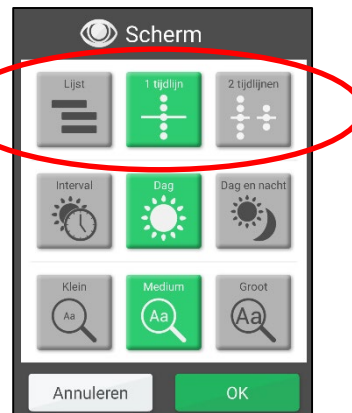 Scherm
Lijst 1 tijdlijn 2 tijdlijnen
Interval Dag Dag en nacht
Klein Medium Groot
Aa Aa Aa
Annuleren OK